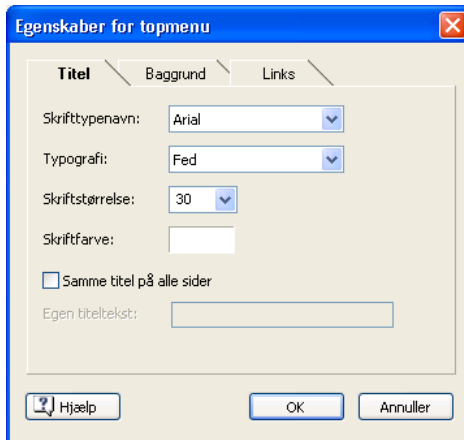 Egenskaber for topmenu
Titel Baggrund Links
Skrifttypenavn: Arial
Typografi: Fed
Skriftstørrelse: 30
Skriftfarve:
Samme titel på alle sider
Egen titeltekst:
Hjælp OK Annuller